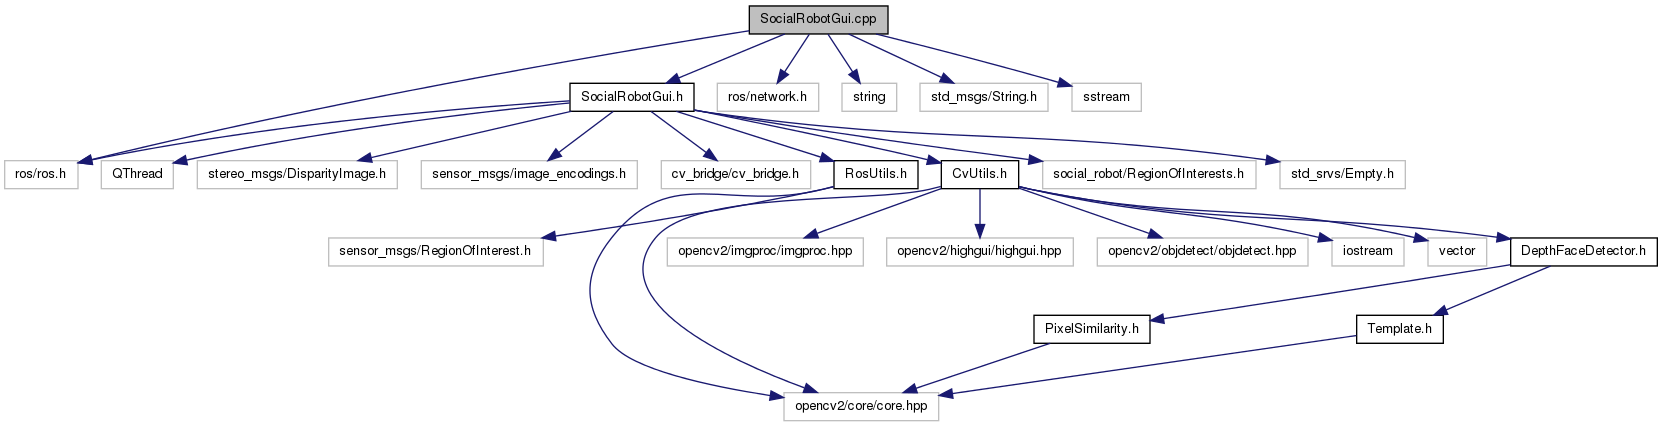 SocialRobotGui.cpp
SocialRobotGui.h
ros/network.h
string
std_msgs/String.h
sstream
ros/ros.h
QThread
stereo_msgs/DisparityImage.h
sensor_msgs/image_encodings.h
cv_bridge/cv_bridge.h
RosUtils.h
CvUtils.h
social_robot/RegionOfInterests.h
std_srvs/Empty.h
sensor_msgs/RegionOfInterest.h
opencv2/imgproc/imgproc.hpp
opencv2/highgui/highgui.hpp
opencv2/objdetect/objdetect.hpp
iostream
vector
DepthFaceDetector.h
PixelSimilarity.h
Template.h
opencv2/core/core.hpp